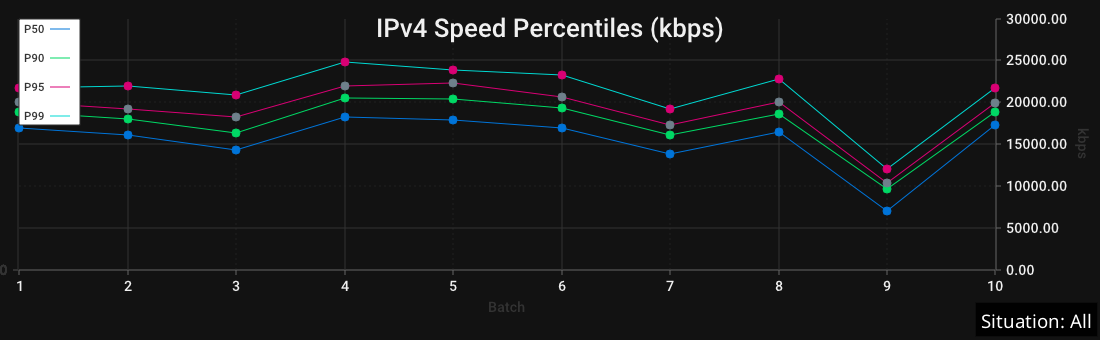 IPv4 Speed Percentiles (kbps)
P50
P90
P95
P99
30000.00
25000.00
20000.00
15000.00
10000.00
5000.00
0.00
kbps
0
1 2 3 4 5 6 7 8 9 10
Batch
Situation: All